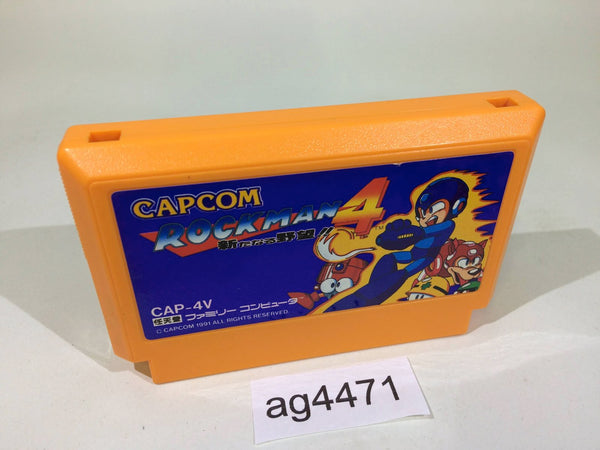 CAPCOM
ROCKMAN 4
新たなる野望!!
CAP-4V
任天堂 ファミリー コンピュータ
© CAPCOM 1991 ALL RIGHTS RESERVED.
ag4471